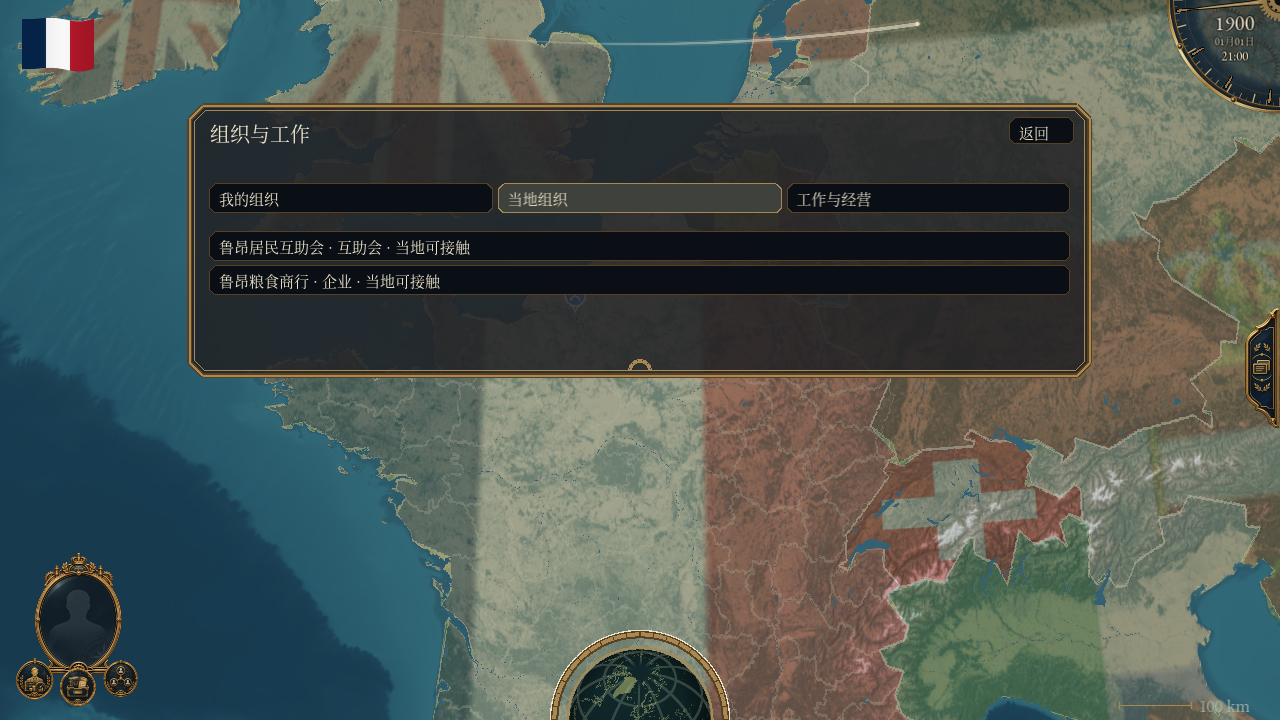 1900
01月01日
21:00
组织与工作
返回
我的组织
当地组织
工作与经营
鲁昂居民互助会 · 互助会 · 当地可接触
鲁昂粮食商行 · 企业 · 当地可接触
100 km